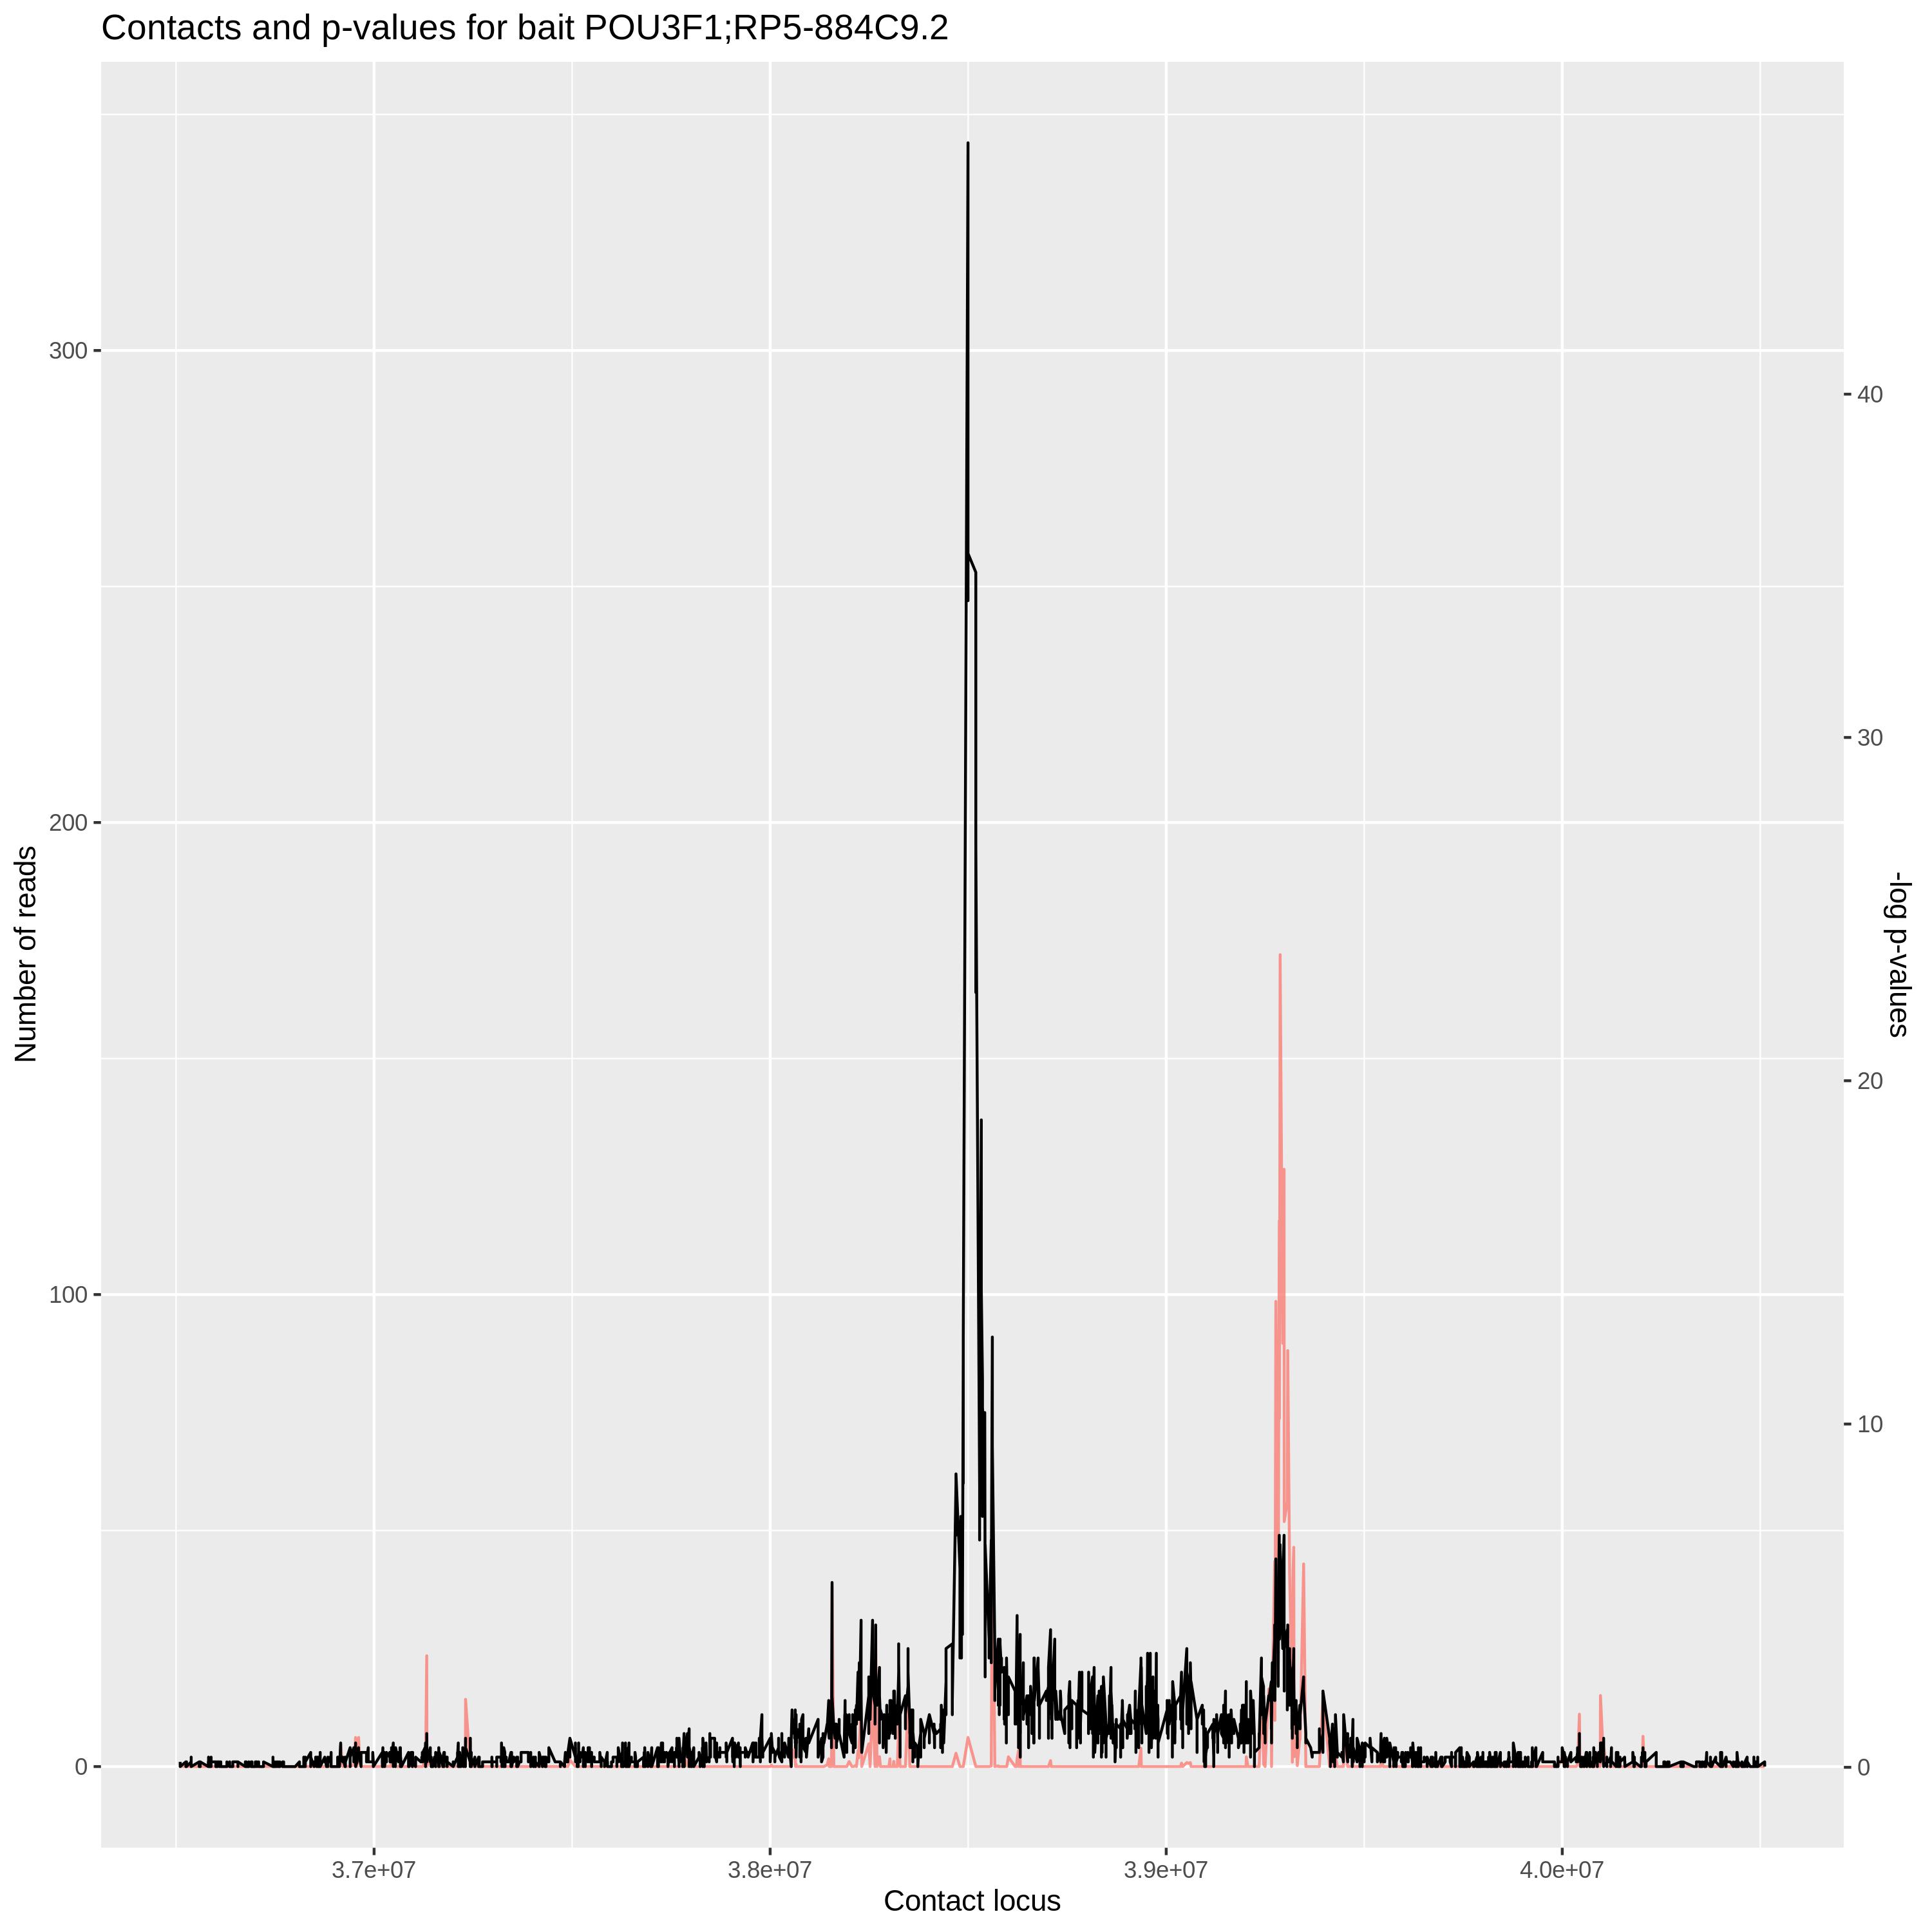 Contacts and p-values for bait POU3F1;RP5-884C9.2
300
200
100
0
Number of reads
40
30
20
10
0
-log p-values
3.7e+07 3.8e+07 3.9e+07 4.0e+07
Contact locus